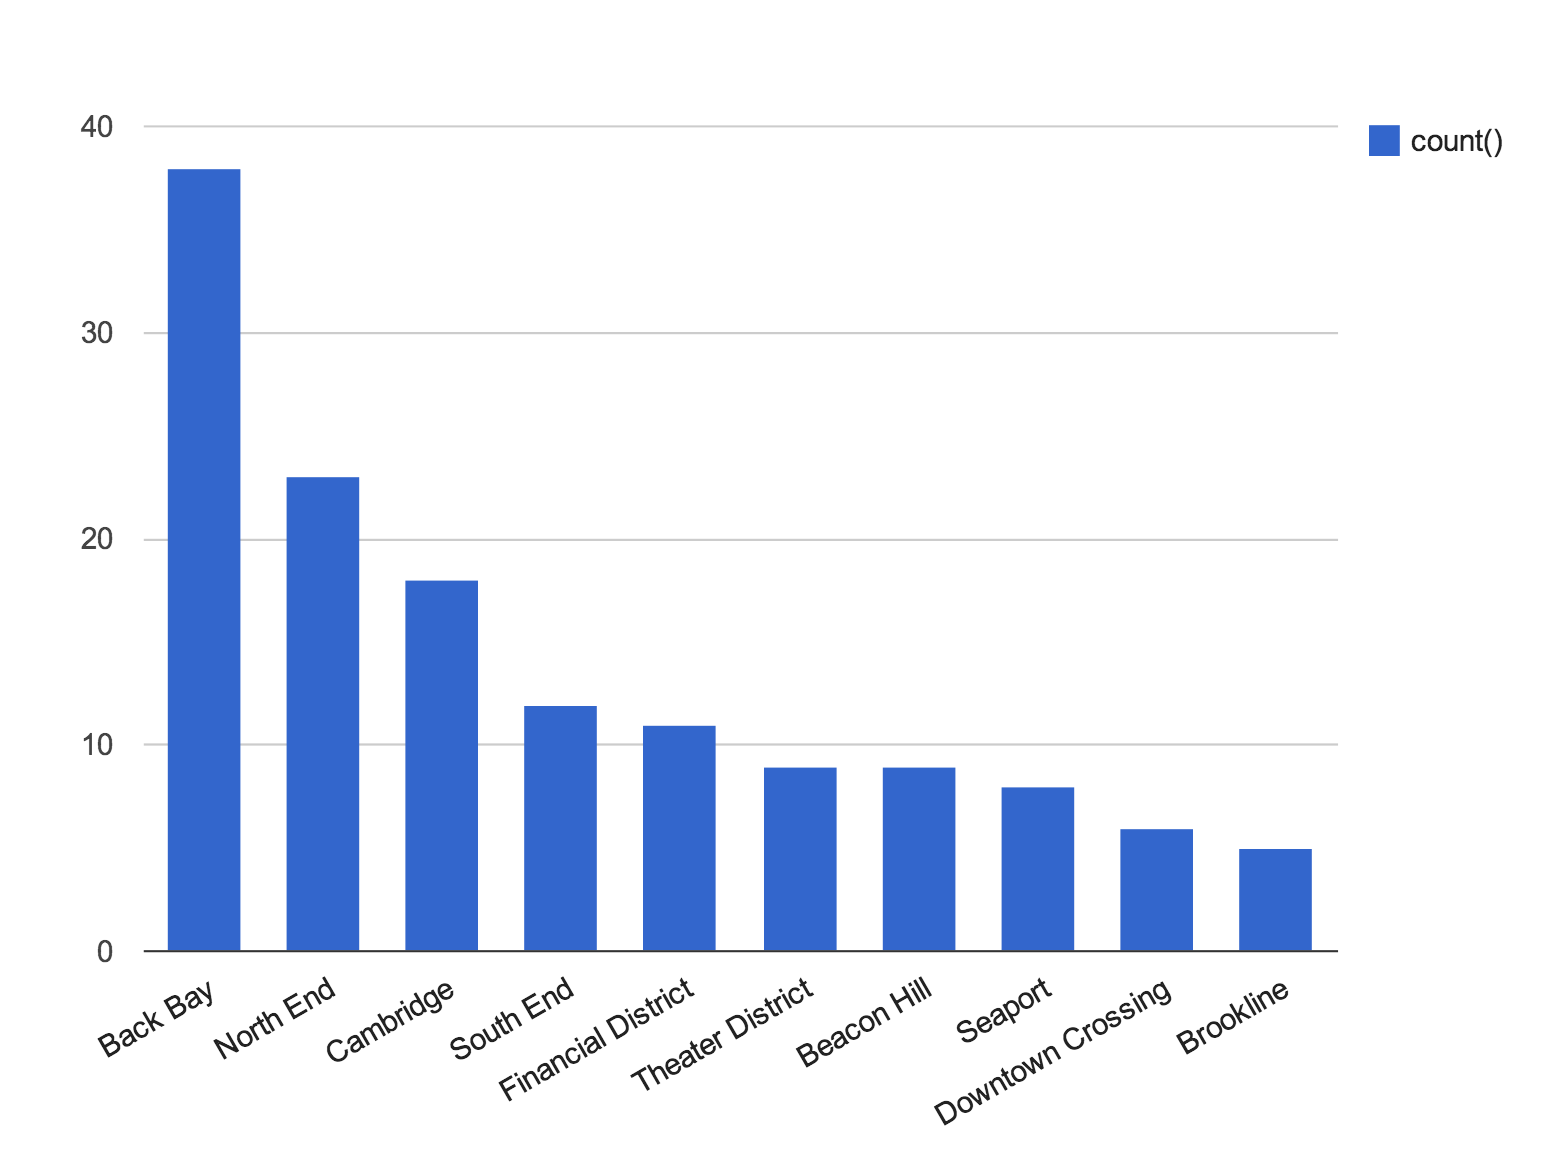 40
30
20
10
0
count()
Back Bay
North End
Cambridge
South End
Financial District
Theater District
Beacon Hill
Seaport
Downtown Crossing
Brookline